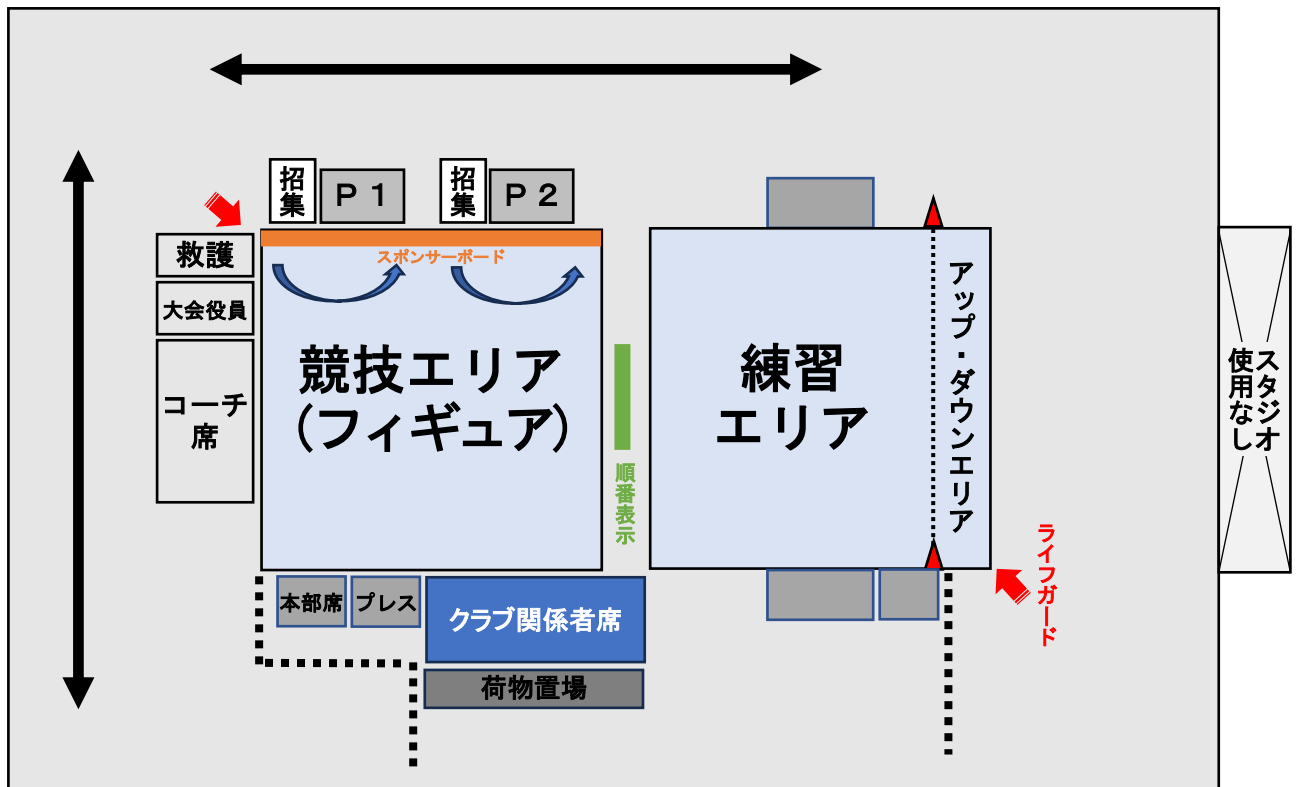 招集
Ｐ１
招集
Ｐ２
救護
スポンサーボード
大会役員
コーチ
席
競技エリア
（フィギュア）
順番表示
練習
エリア
アップ・ダウンエリア
スタジオ
使用なし
ライフガード
本部席
プレス
クラブ関係者席
荷物置場